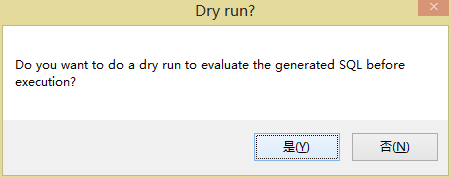 Dry run?
Do you want to do a dry run to evaluate the generated SQL before
execution?
是(Y) 否(N)